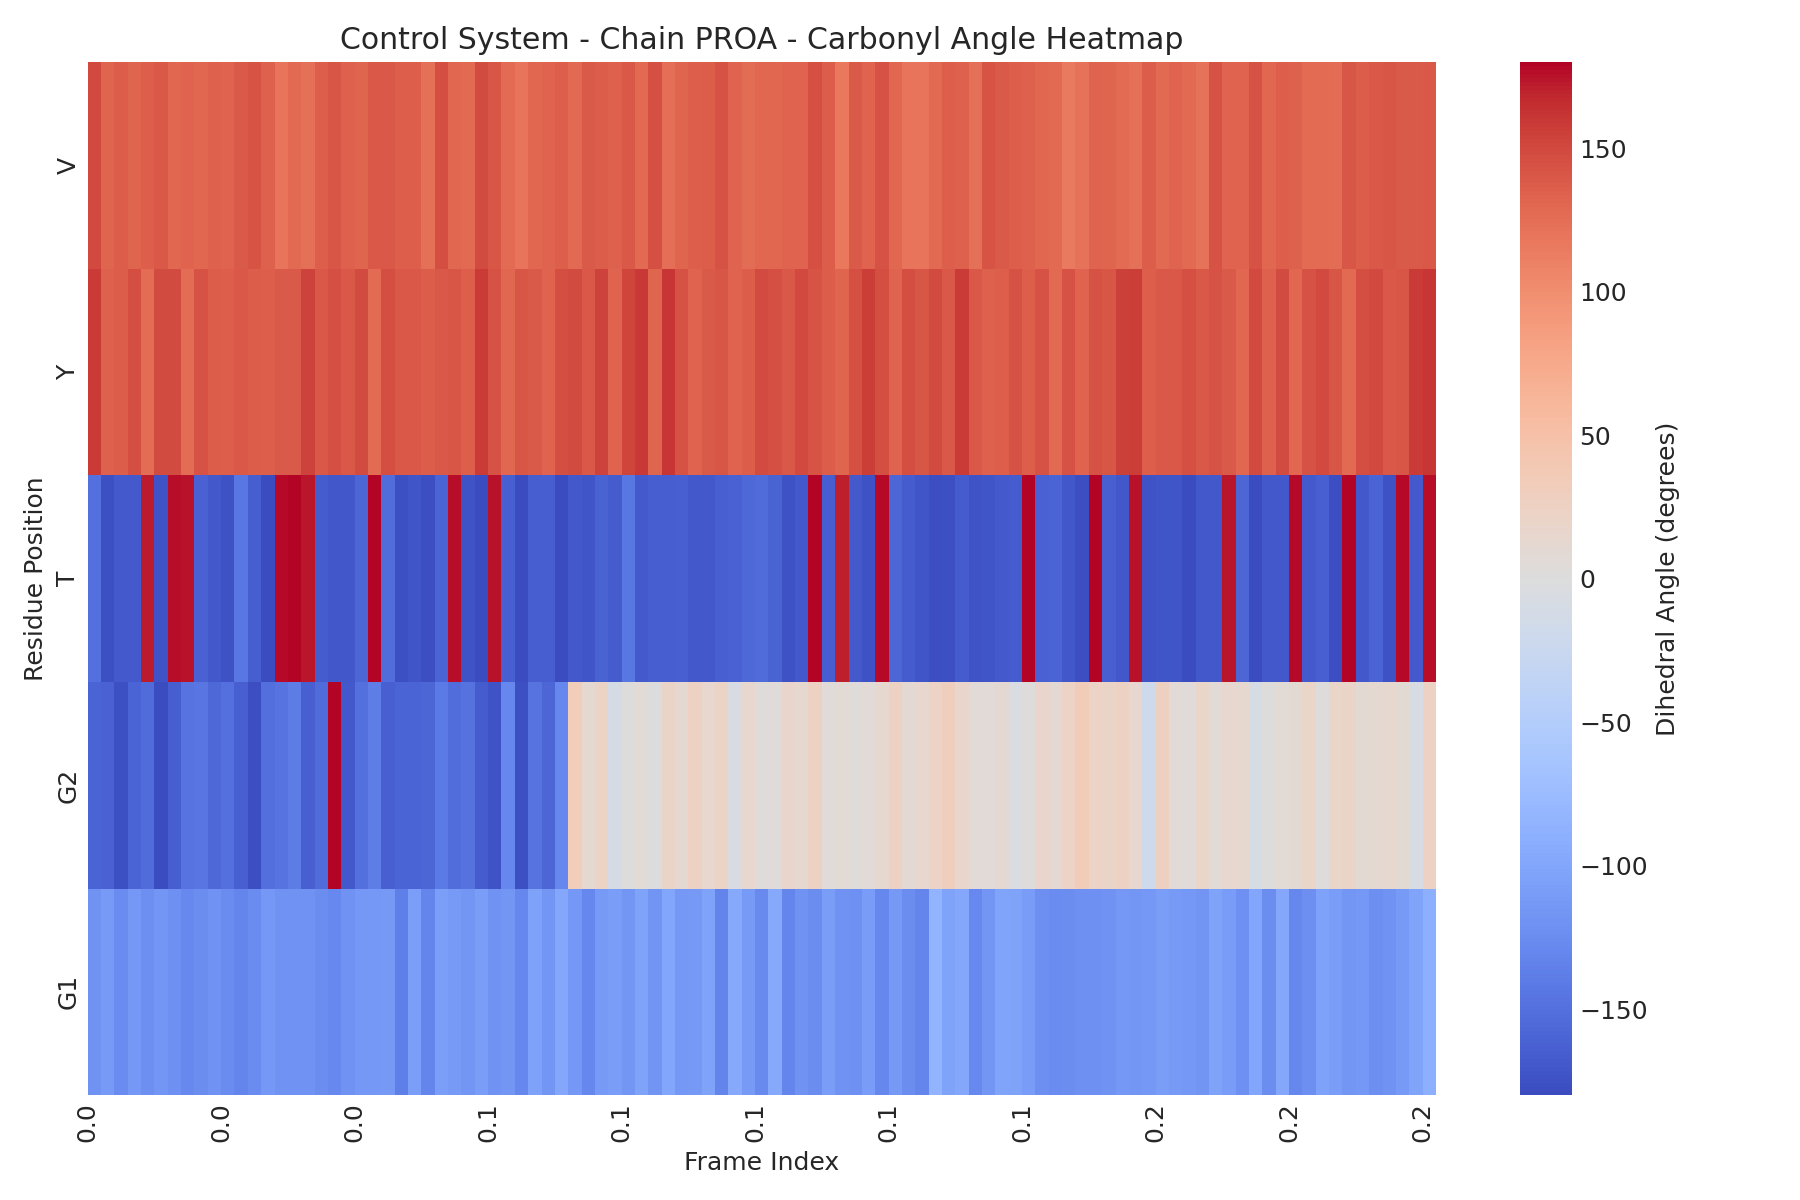 Control System - Chain PROA - Carbonyl Angle Heatmap
Residue Position
V
Y
T
G2
G1
0.0 0.0 0.0 0.1 0.1 0.1 0.1 0.1 0.2 0.2 0.2
Frame Index
150
100
50
0
−50
−100
−150
Dihedral Angle (degrees)